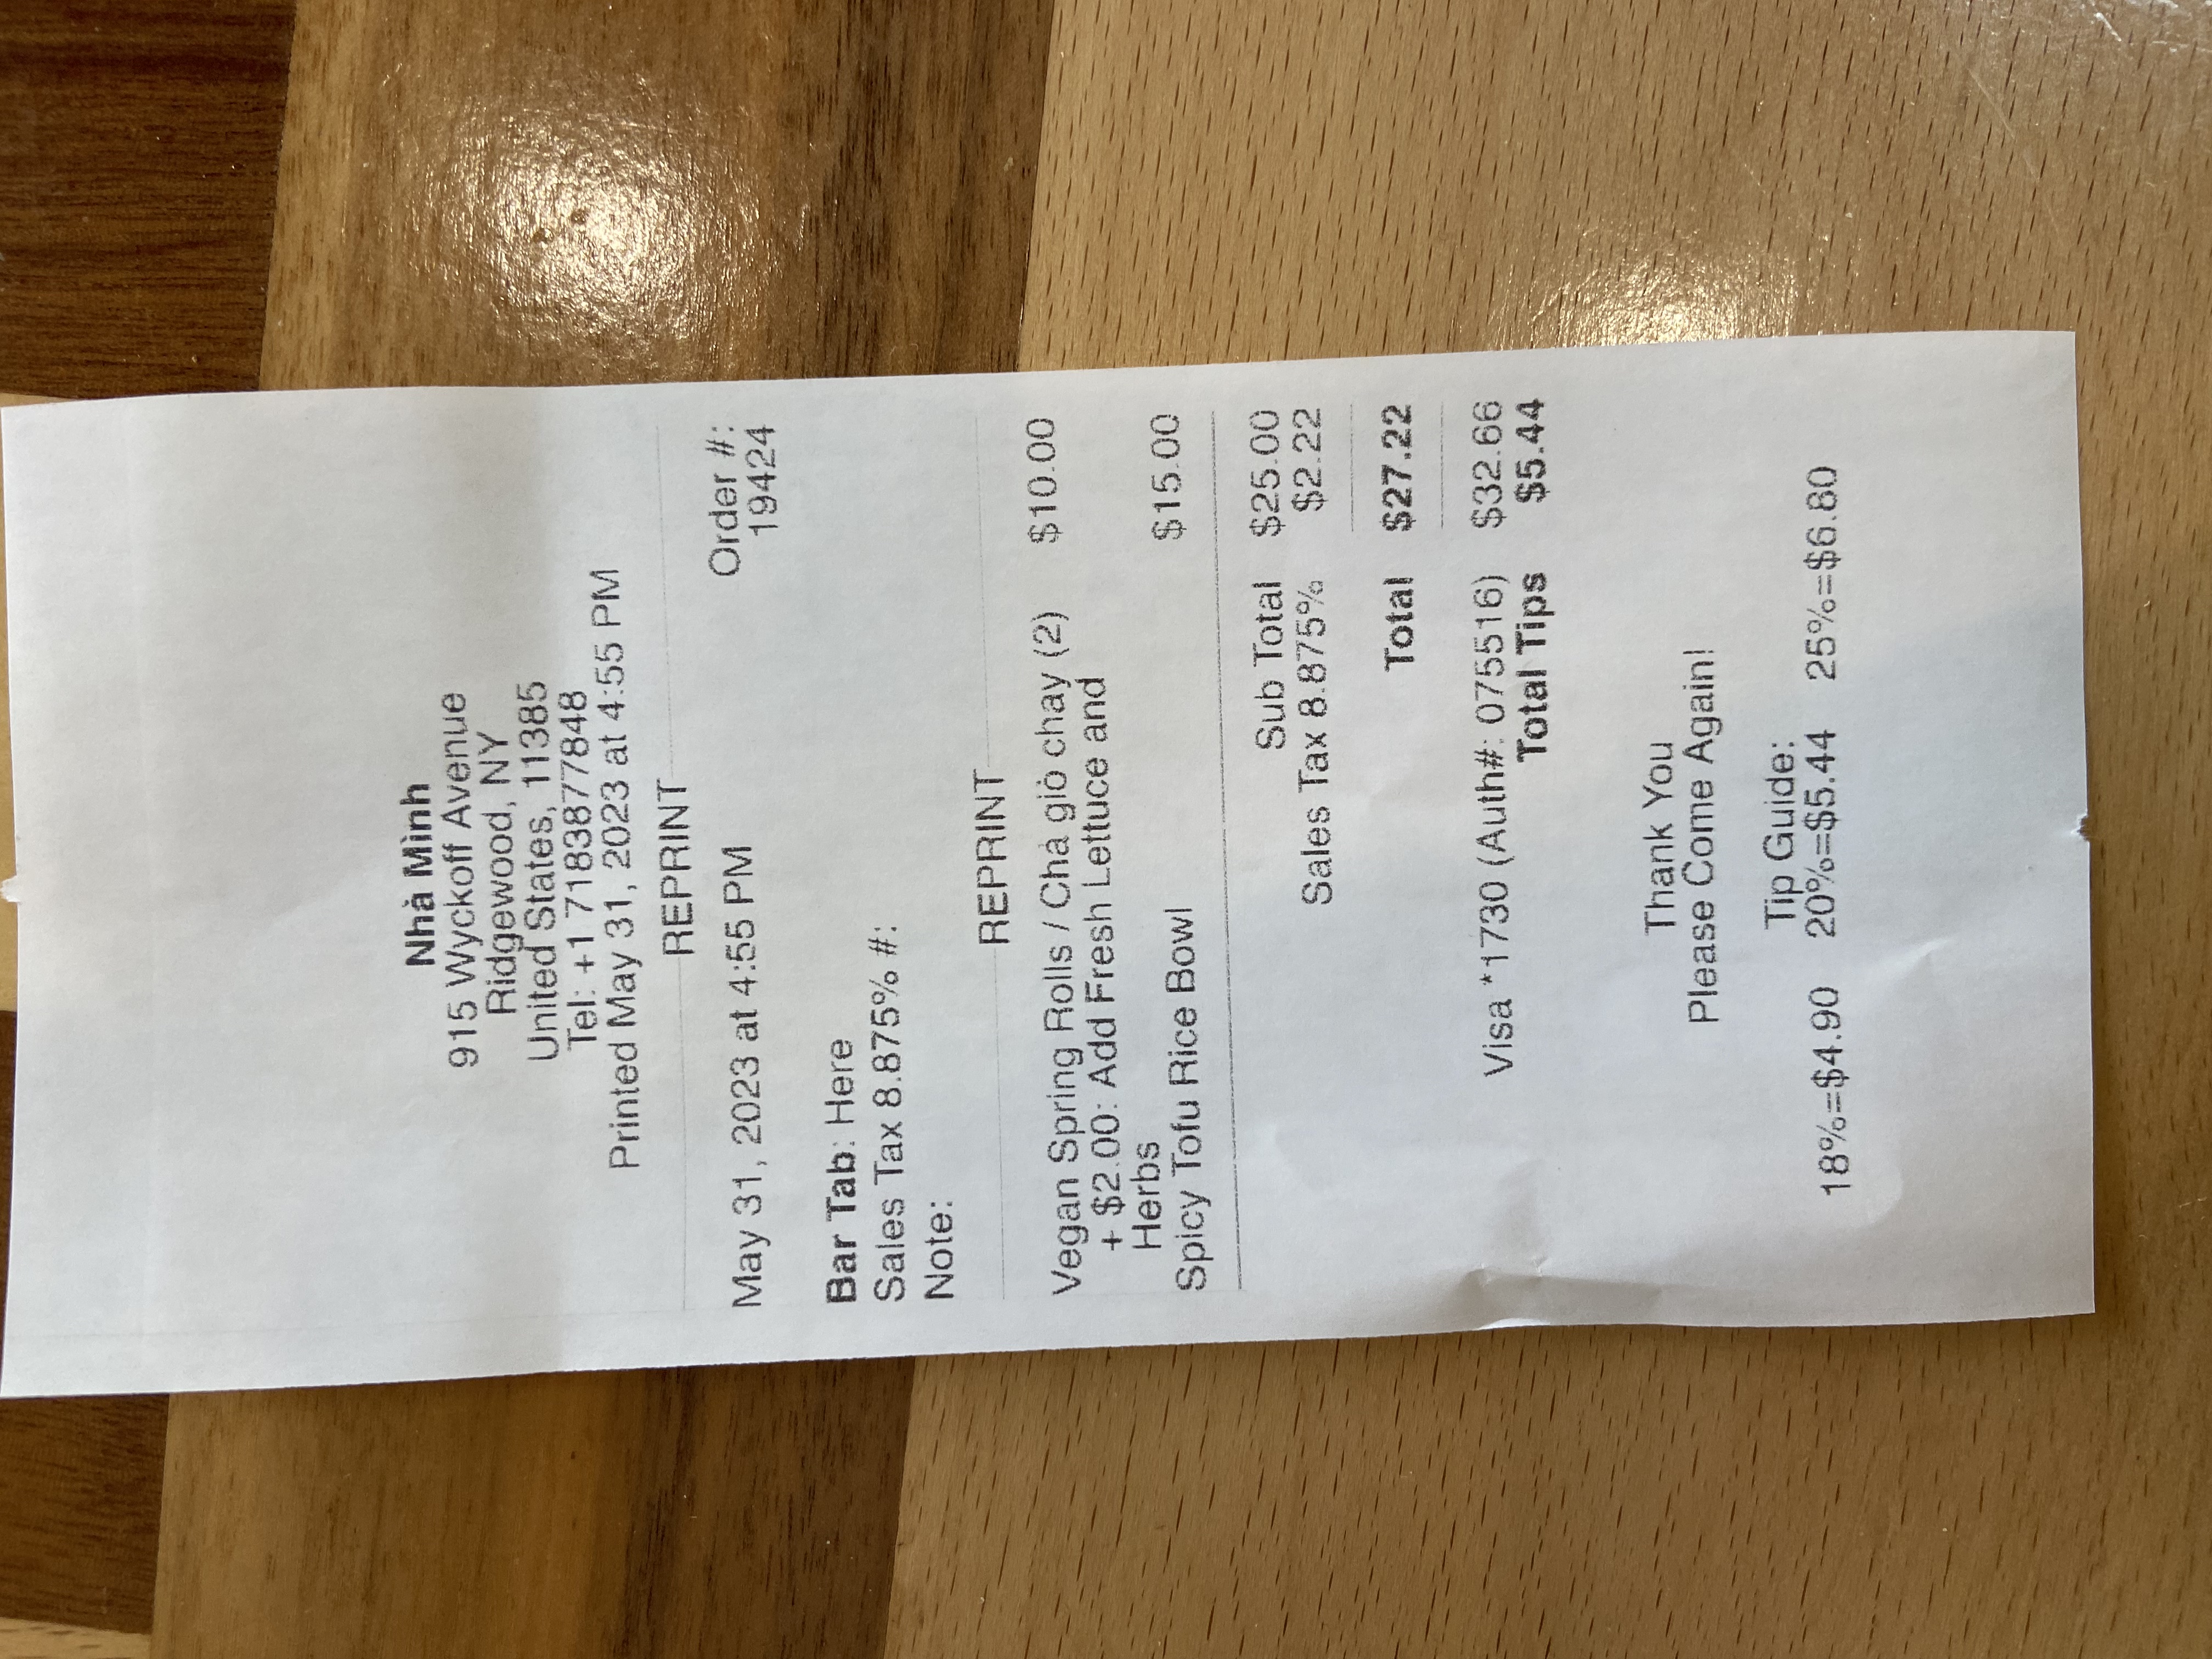 Nhà Mình
915 Wyckoff Avenue
Ridgewood, NY
United States, 11385
Tel: +1 7183877848
Printed May 31, 2023 at 4:55 PM
REPRINT
May 31, 2023 at 4:55 PM Order #:
19424
Bar Tab: Here
Sales Tax 8.875% #:
Note:
REPRINT
Vegan Spring Rolls / Chả giò chay (2) $10.00
+ $2.00: Add Fresh Lettuce and
Herbs
Spicy Tofu Rice Bowl $15.00
Sub Total $25.00
Sales Tax 8.875% $2.22
Total $27.22
Visa *1730 (Auth#: 075516) $32.66
Total Tips $5.44
Thank You
Please Come Again!
Tip Guide:
18%=$4.90 20%=$5.44 25%=$6.80